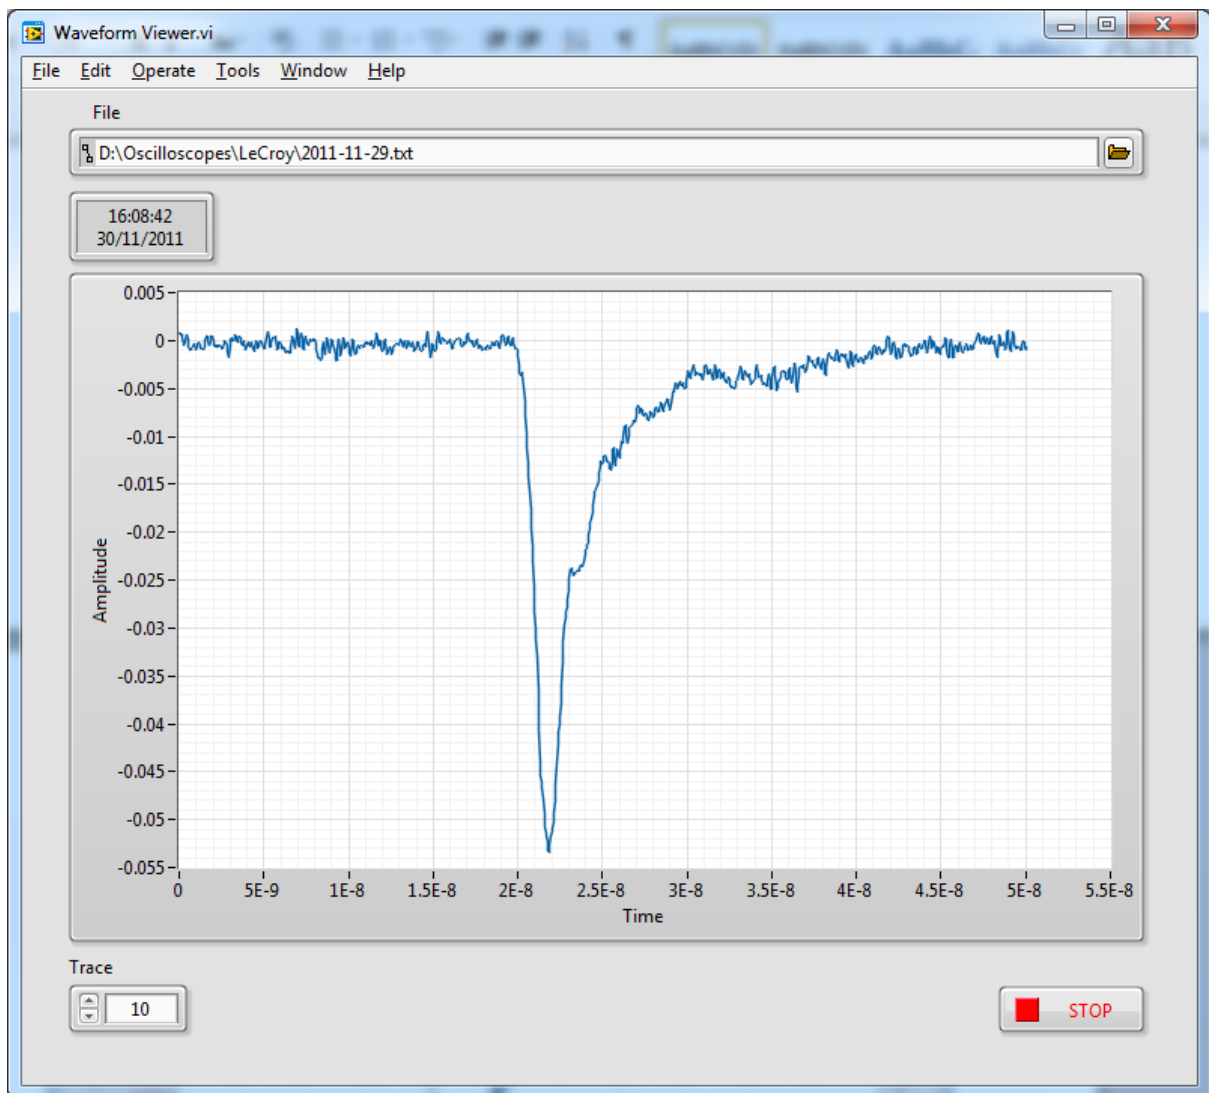 Waveform Viewer.vi
File Edit Operate Tools Window Help
File
D:\Oscilloscopes\LeCroy\2011-11-29.txt
16:08:42
30/11/2011
0.005
0
-0.005
-0.01
-0.015
-0.02
-0.025
-0.03
-0.035
-0.04
-0.045
-0.05
-0.055
Amplitude
0 5E-9 1E-8 1.5E-8 2E-8 2.5E-8 3E-8 3.5E-8 4E-8 4.5E-8 5E-8 5.5E-8
Time
Trace
10
STOP